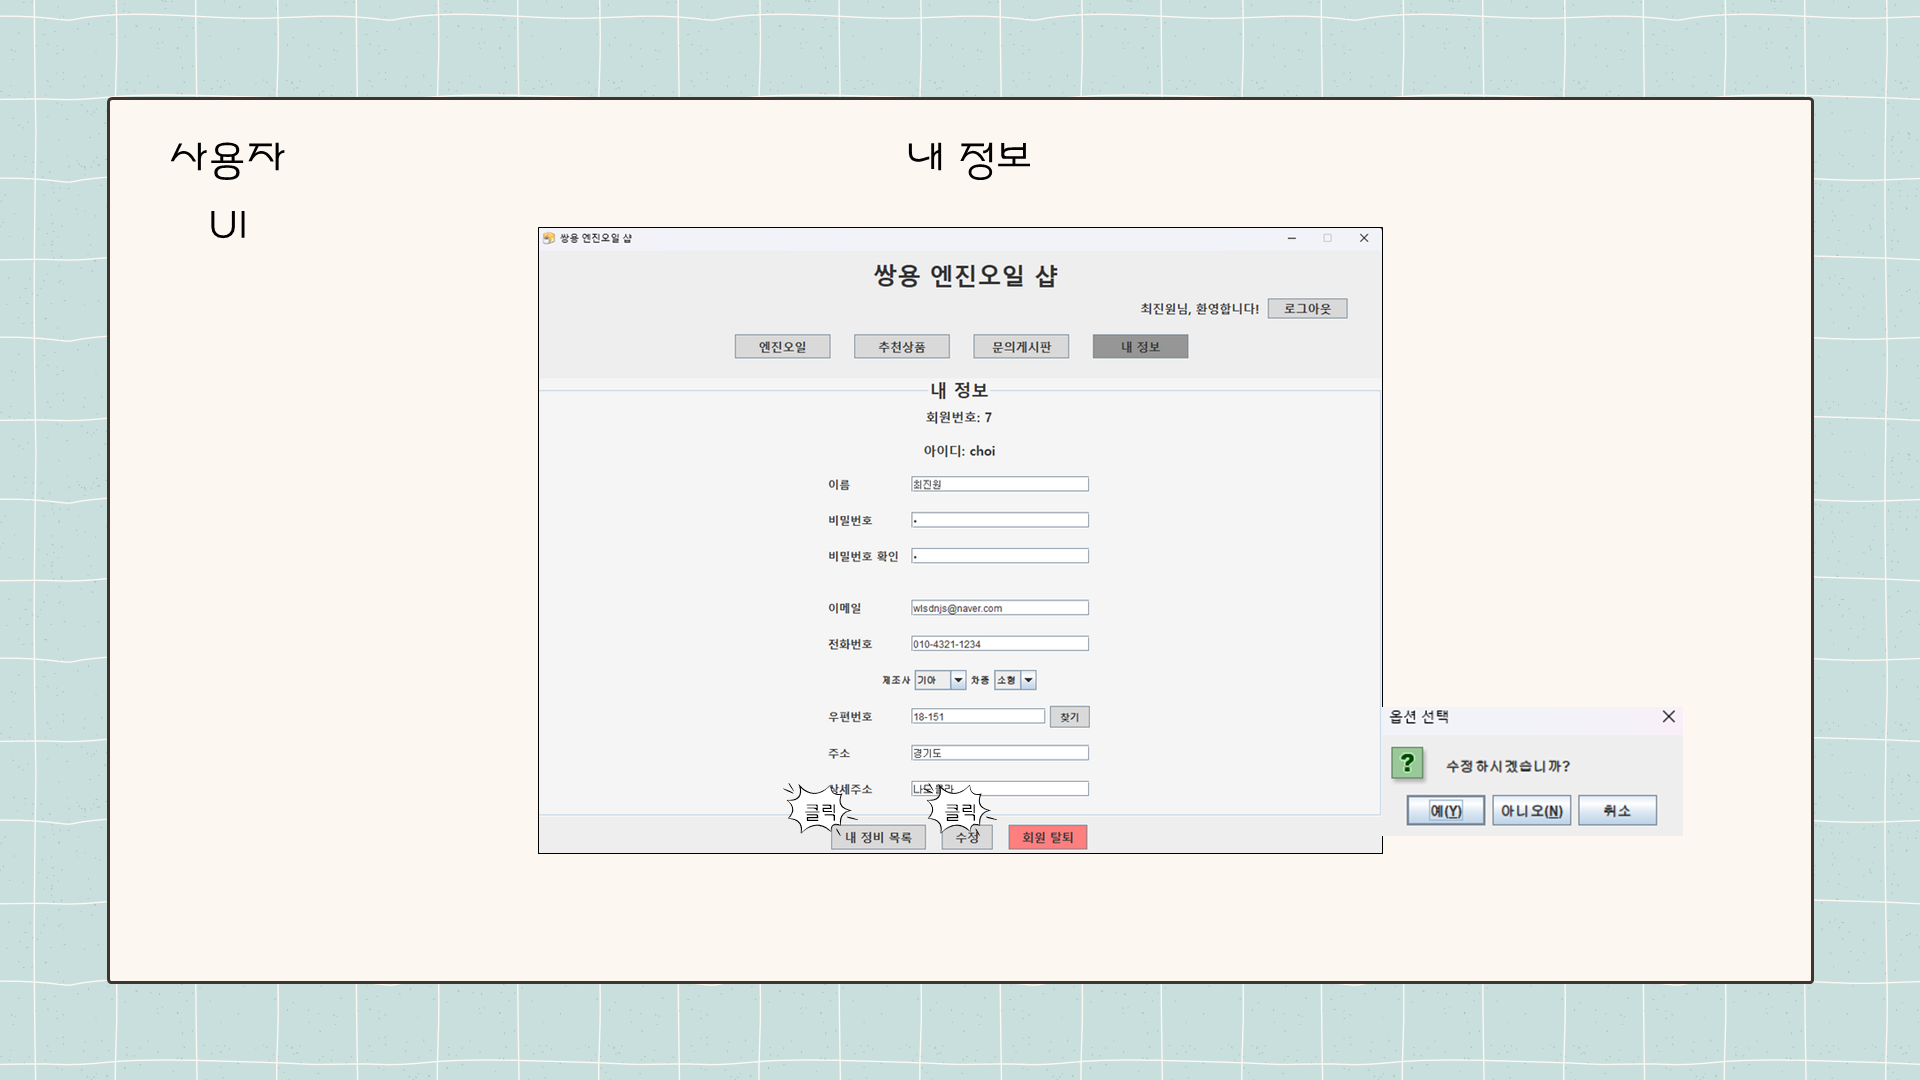 사용자
UI
내 정보
쌍용 엔진오일 샵
쌍용 엔진오일 샵
최진원님, 환영합니다! 로그아웃
엔진오일 추천상품 문의게시판 내 정보
내 정보
회원번호: 7
아이디: choi
이름 최진원
비밀번호 •
비밀번호 확인 •
이메일 wlsdnjs@naver.com
전화번호 010-4321-1234
제조사 기아 차종 소형
우편번호 18-151 찾기
주소 경기도
상세주소
클릭 클릭
내 정비 목록 수정 회원 탈퇴
옵션 선택
? 수정하시겠습니까?
예(Y) 아니오(N) 취소